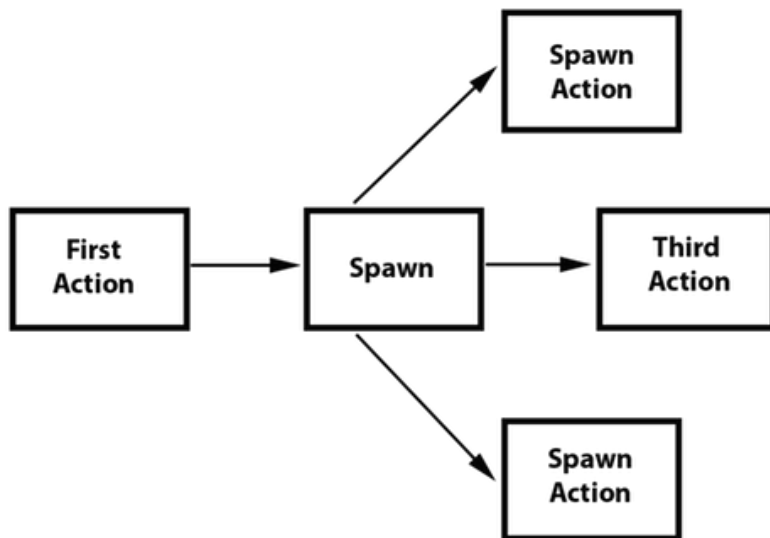 Spawn
Action
First
Action
Spawn
Third
Action
Spawn
Action